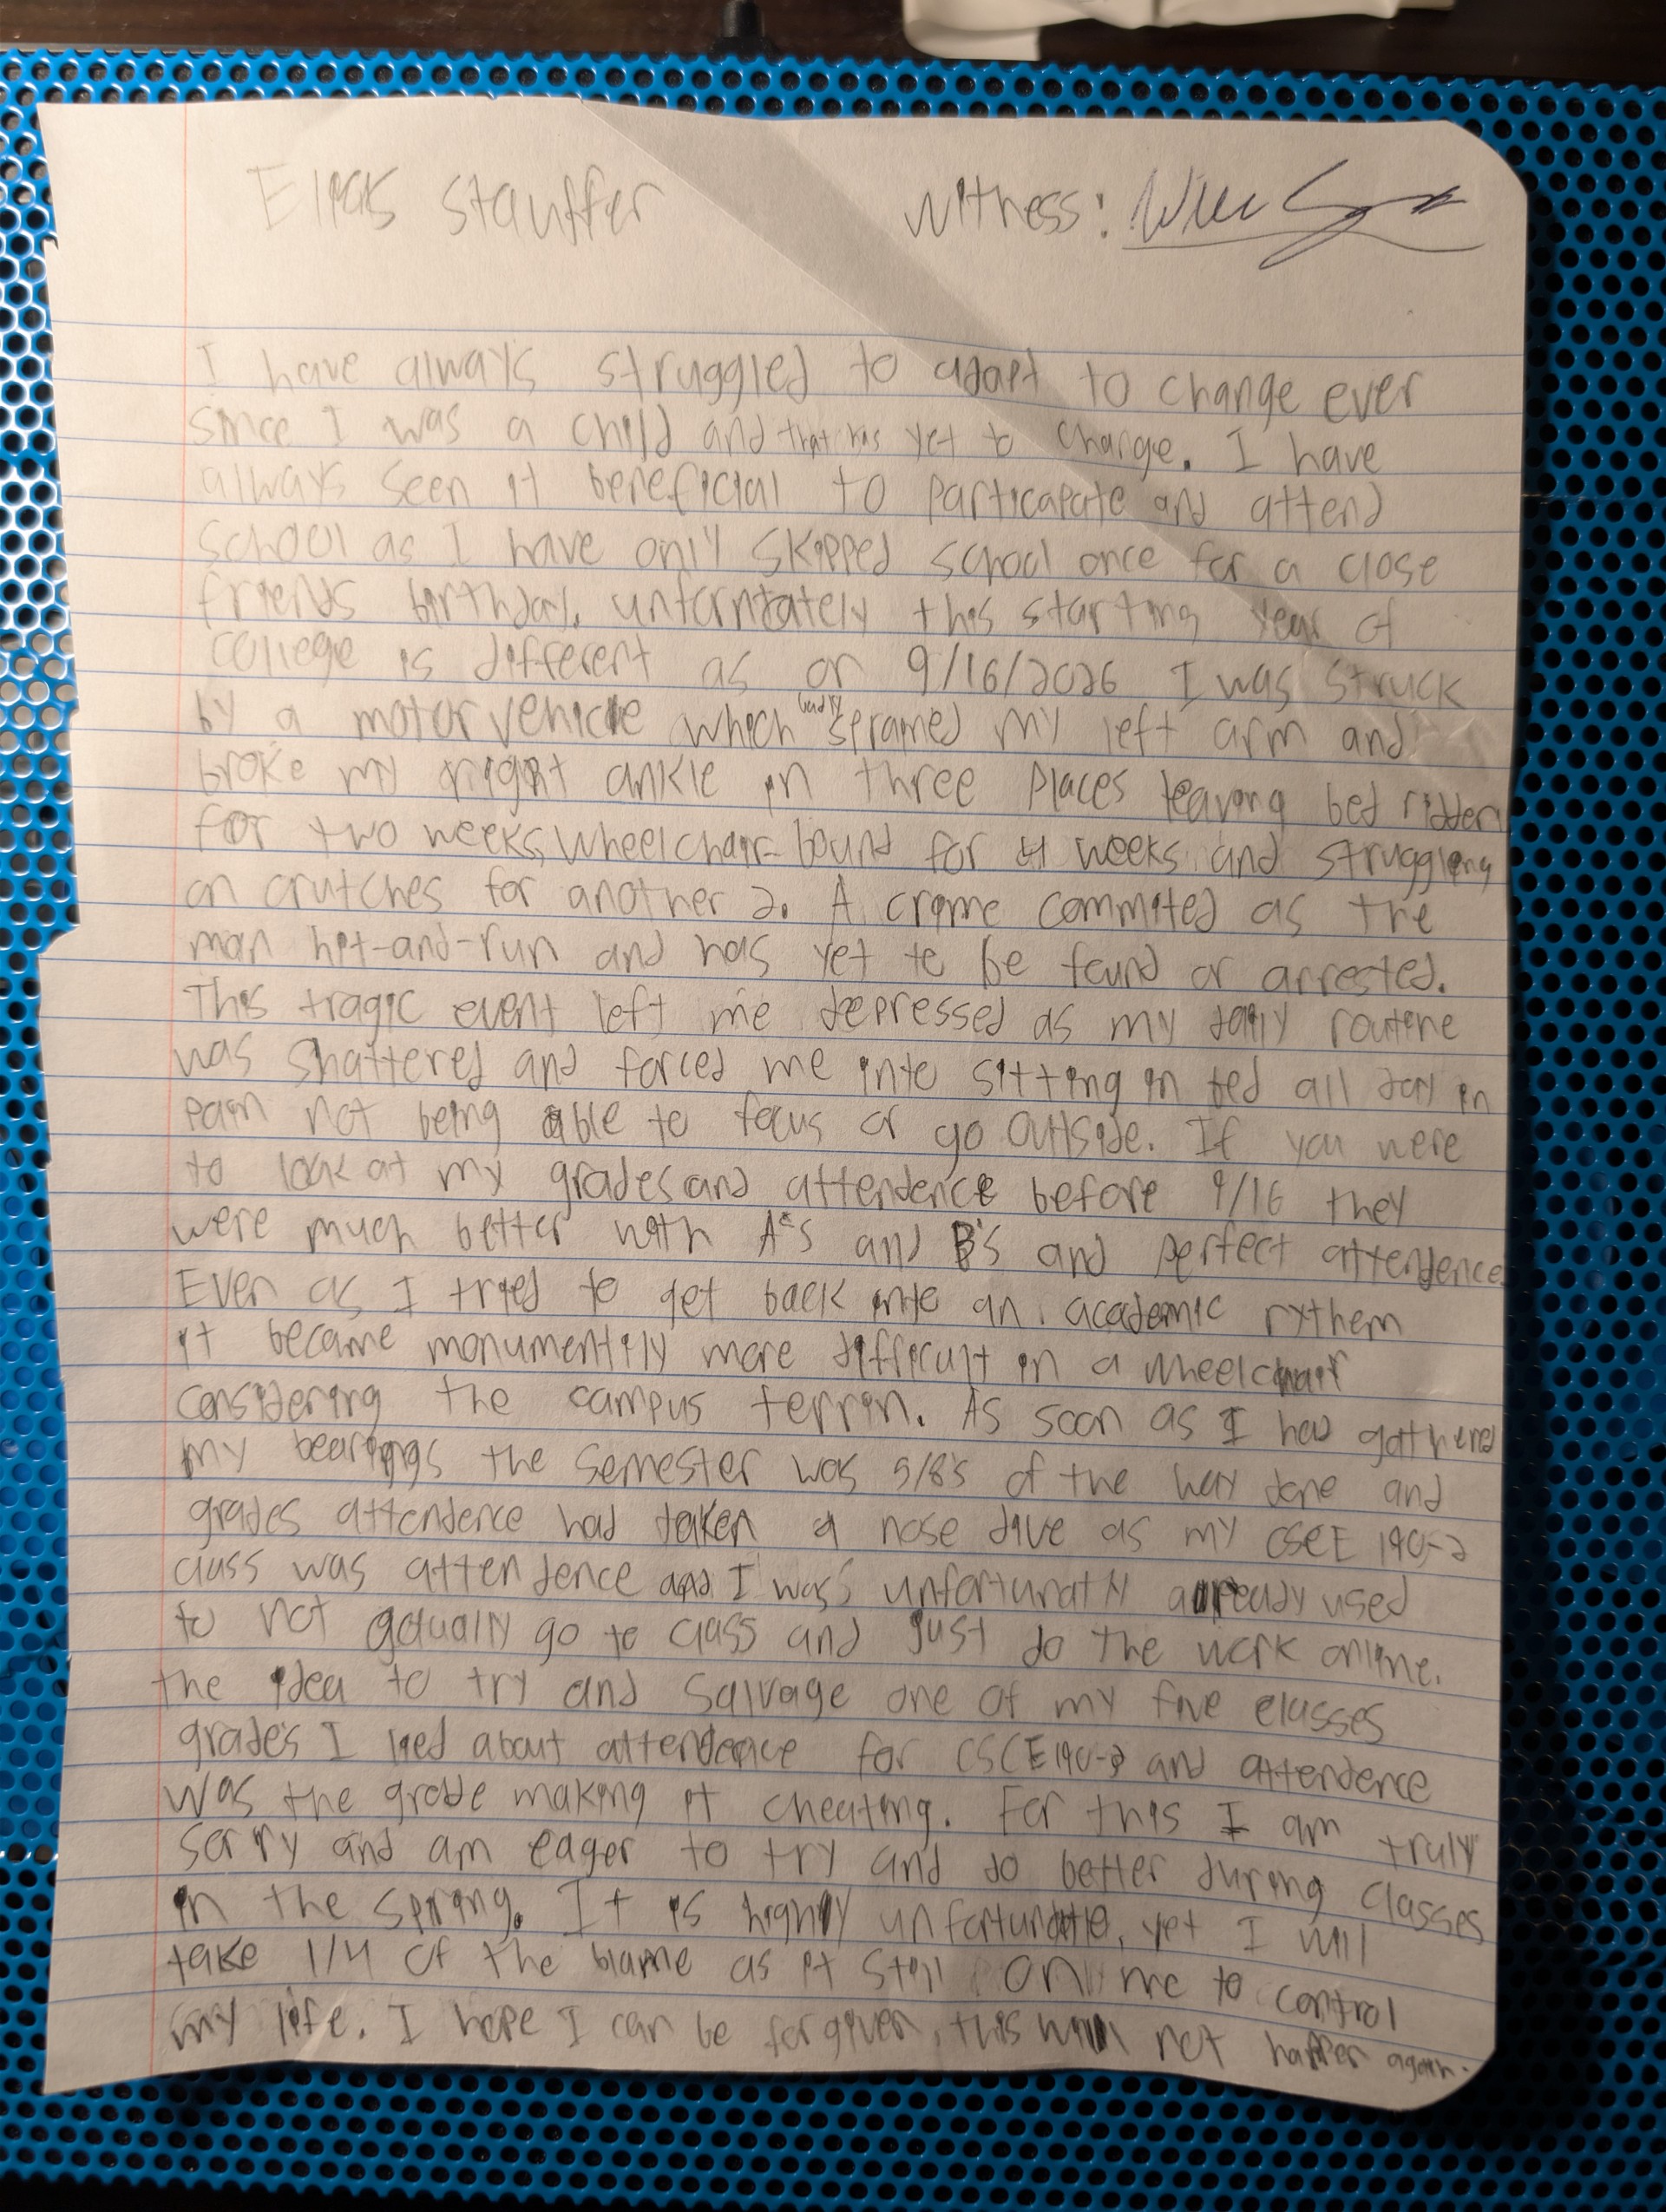 Elias Stauffer witness:
I have always struggled to adapt to change ever
since I was a child and that has yet to change. I have
always seen it beneficial to particapate and attend
school as I have only skipped school once for a close
friends birthday. unforntately this starting year of
college is different as on 9/16/2026 I was struck
by a motor vehicle which badly sprained my left arm and
broke my right ankle in three places leaving bed ridden
for two weeks, wheelchair-bound for 4 weeks and struggling
on crutches for another 2. A crime commited as the
man hit-and-run and has yet to be found or arrested.
This tragic event left me depressed as my daily routine
was shattered and forced me into sitting in bed all day in
pain not being able to focus or go outside. If you were
to look at my grades and attendence before 9/16 they
were much better with A's and B's and perfect attendence.
Even as I tried to get back into an academic rythem
it became monumentily more difficult in a wheelchair
considering the campus terrin. As soon as I had gathered
my bearings the semester was 5/8's of the way done and
grades attendence had taken a nose dive as my CSCE 190-2
class was attendence and I was unfortunatly already used
to not actually go to class and just do the work online.
the idea to try and salvage one of my five classes
grades I lied about attendence for CSCE190-2 and attendence
was the grade making it cheating. For this I am truly
sorry and am eager to try and do better during classes
in the spring. It is highly unfortunate, yet I will
take 1/4 of the blame as it still on me to control
my life. I hope I can be forgiven, this will not happen again.